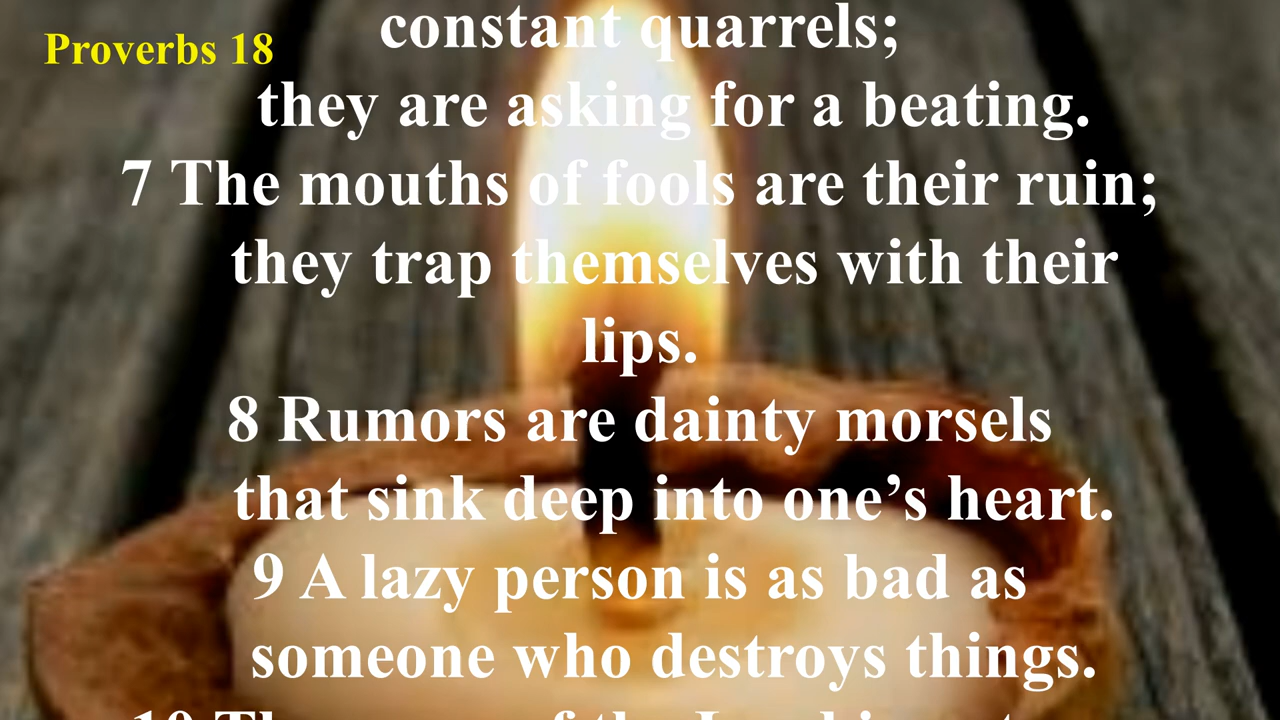 Proverbs 18
constant quarrels;
they are asking for a beating.
7 The mouths of fools are their ruin;
they trap themselves with their
lips.
8 Rumors are dainty morsels
that sink deep into one’s heart.
9 A lazy person is as bad as
someone who destroys things.